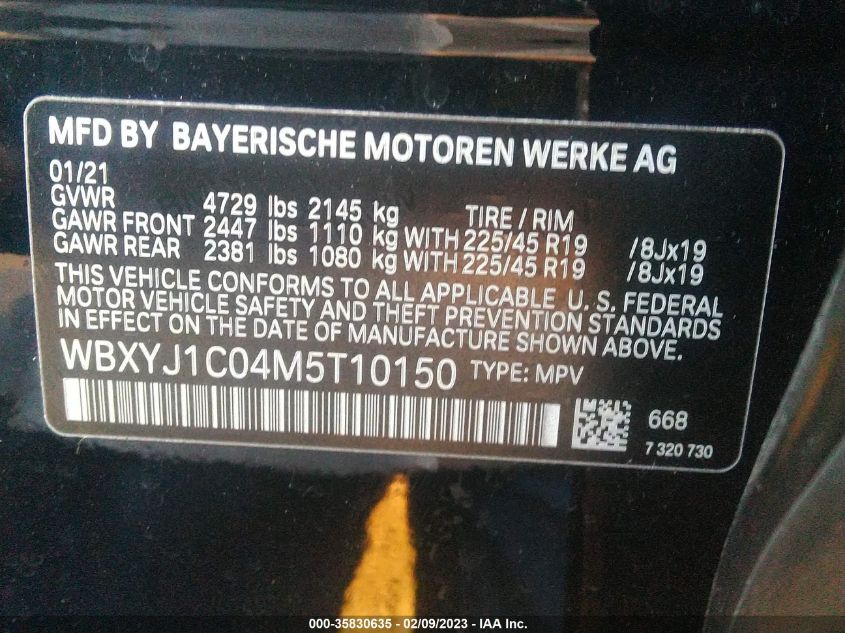 MFD BY BAYERISCHE MOTOREN WERKE AG
01/21
GVWR 4729 lbs 2145 kg TIRE / RIM
GAWR FRONT 2447 lbs 1110 kg WITH 225/45 R19 /8Jx19
GAWR REAR 2381 lbs 1080 kg WITH 225/45 R19 /8Jx19
THIS VEHICLE CONFORMS TO ALL APPLICABLE U. S. FEDERAL
MOTOR VEHICLE SAFETY AND THEFT PREVENTION STANDARDS
IN EFFECT ON THE DATE OF MANUFACTURE SHOWN ABOVE.
WBXYJ1C04M5T10150 TYPE: MPV
668
7 320 730
000-35830635 - 02/09/2023 - IAA Inc.